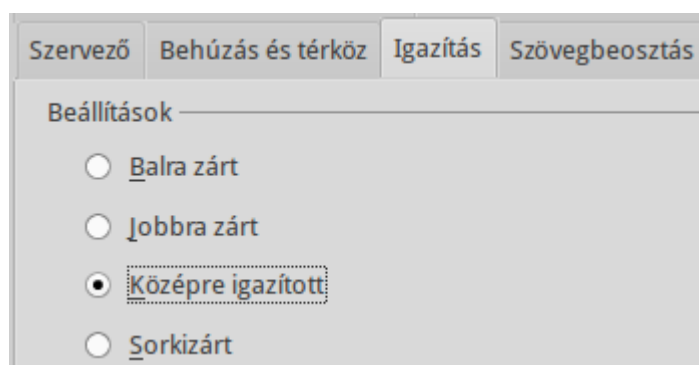 Szervező Behúzás és térköz Igazítás Szövegbeosztás
Beállítások
Balra zárt
Jobbra zárt
Középre igazított
Sorkizárt